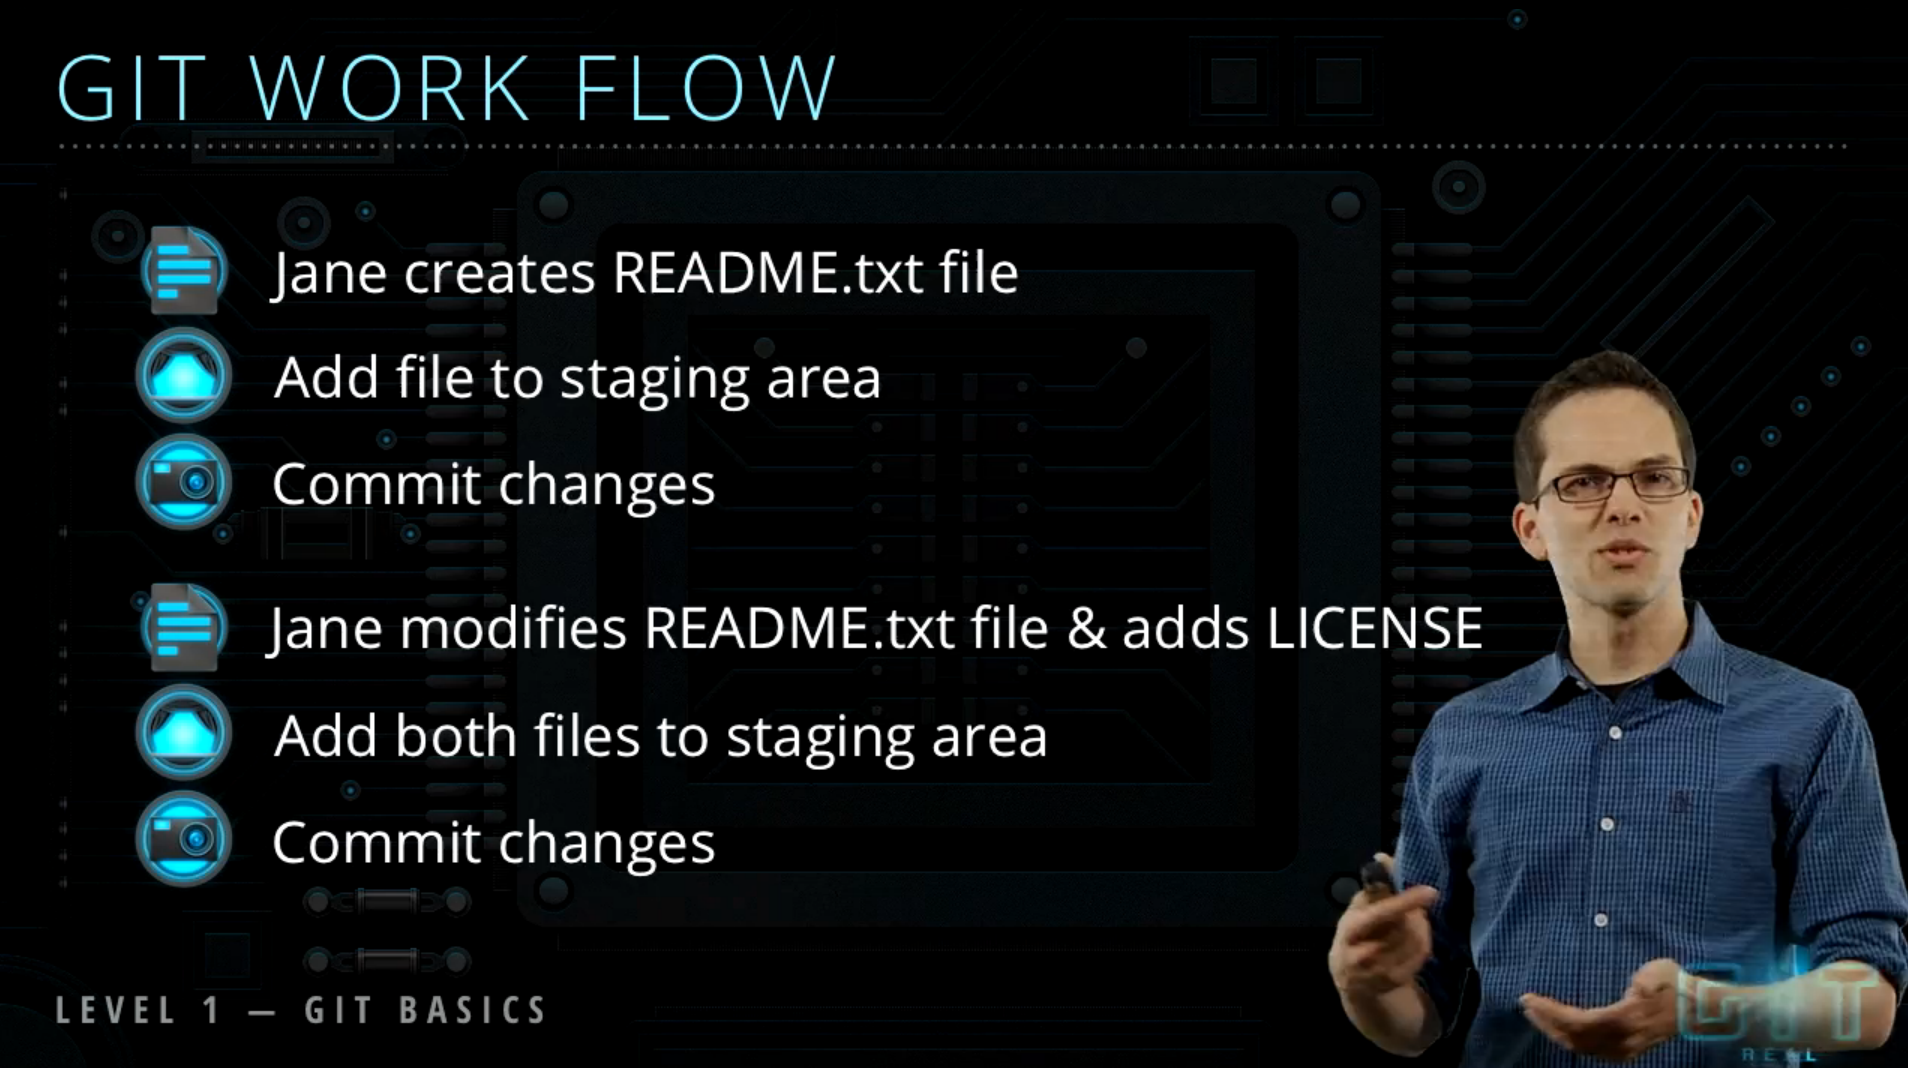 GIT WORK FLOW
Jane creates README.txt file
Add file to staging area
Commit changes
Jane modifies README.txt file & adds LICENSE
Add both files to staging area
Commit changes
LEVEL 1 — GIT BASICS
GIT
REAL